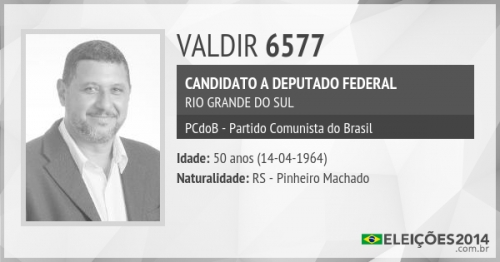 VALDIR 6577
CANDIDATO A DEPUTADO FEDERAL
RIO GRANDE DO SUL
PCdoB - Partido Comunista do Brasil
Idade: 50 anos (14-04-1964)
Naturalidade: RS - Pinheiro Machado
ELEIÇÕES2014
.com.br